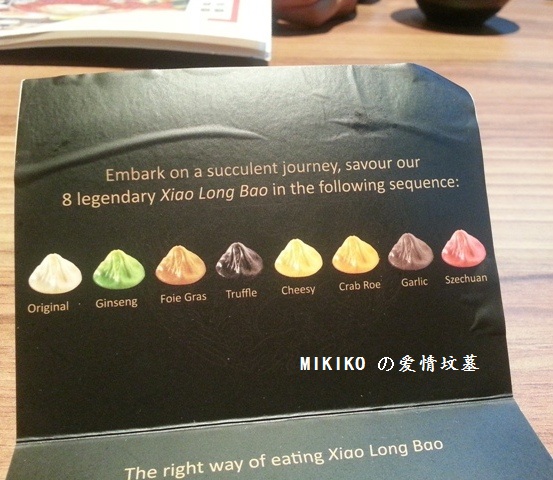 Embark on a succulent journey, savour our
8 legendary Xiao Long Bao in the following sequence:
Original Ginseng Foie Gras Truffle Cheesy Crab Roe Garlic Szechuan
MIKIKO の爱情坟墓
The right way of eating Xiao Long Bao